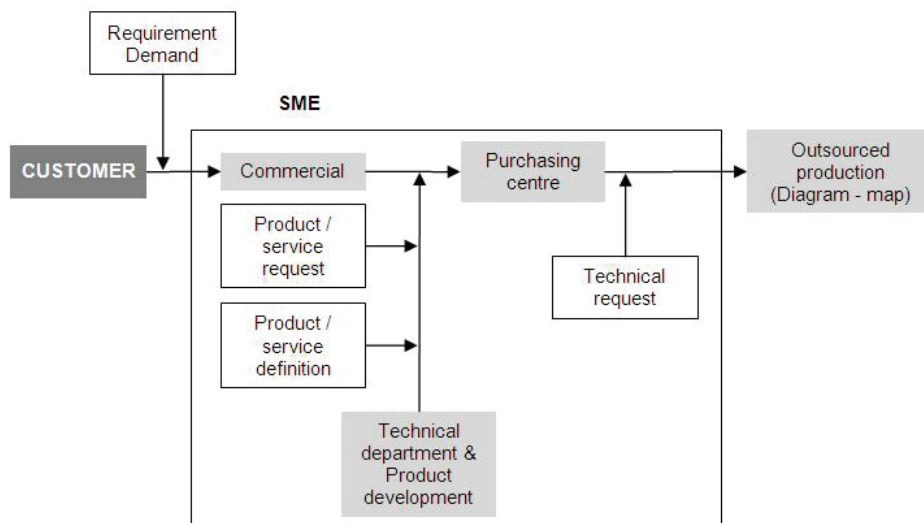 Requirement
Demand
SME
CUSTOMER
Commercial
Purchasing
centre
Outsourced
production
(Diagram - map)
Product /
service
request
Technical
request
Product /
service
definition
Technical
department &
Product
development